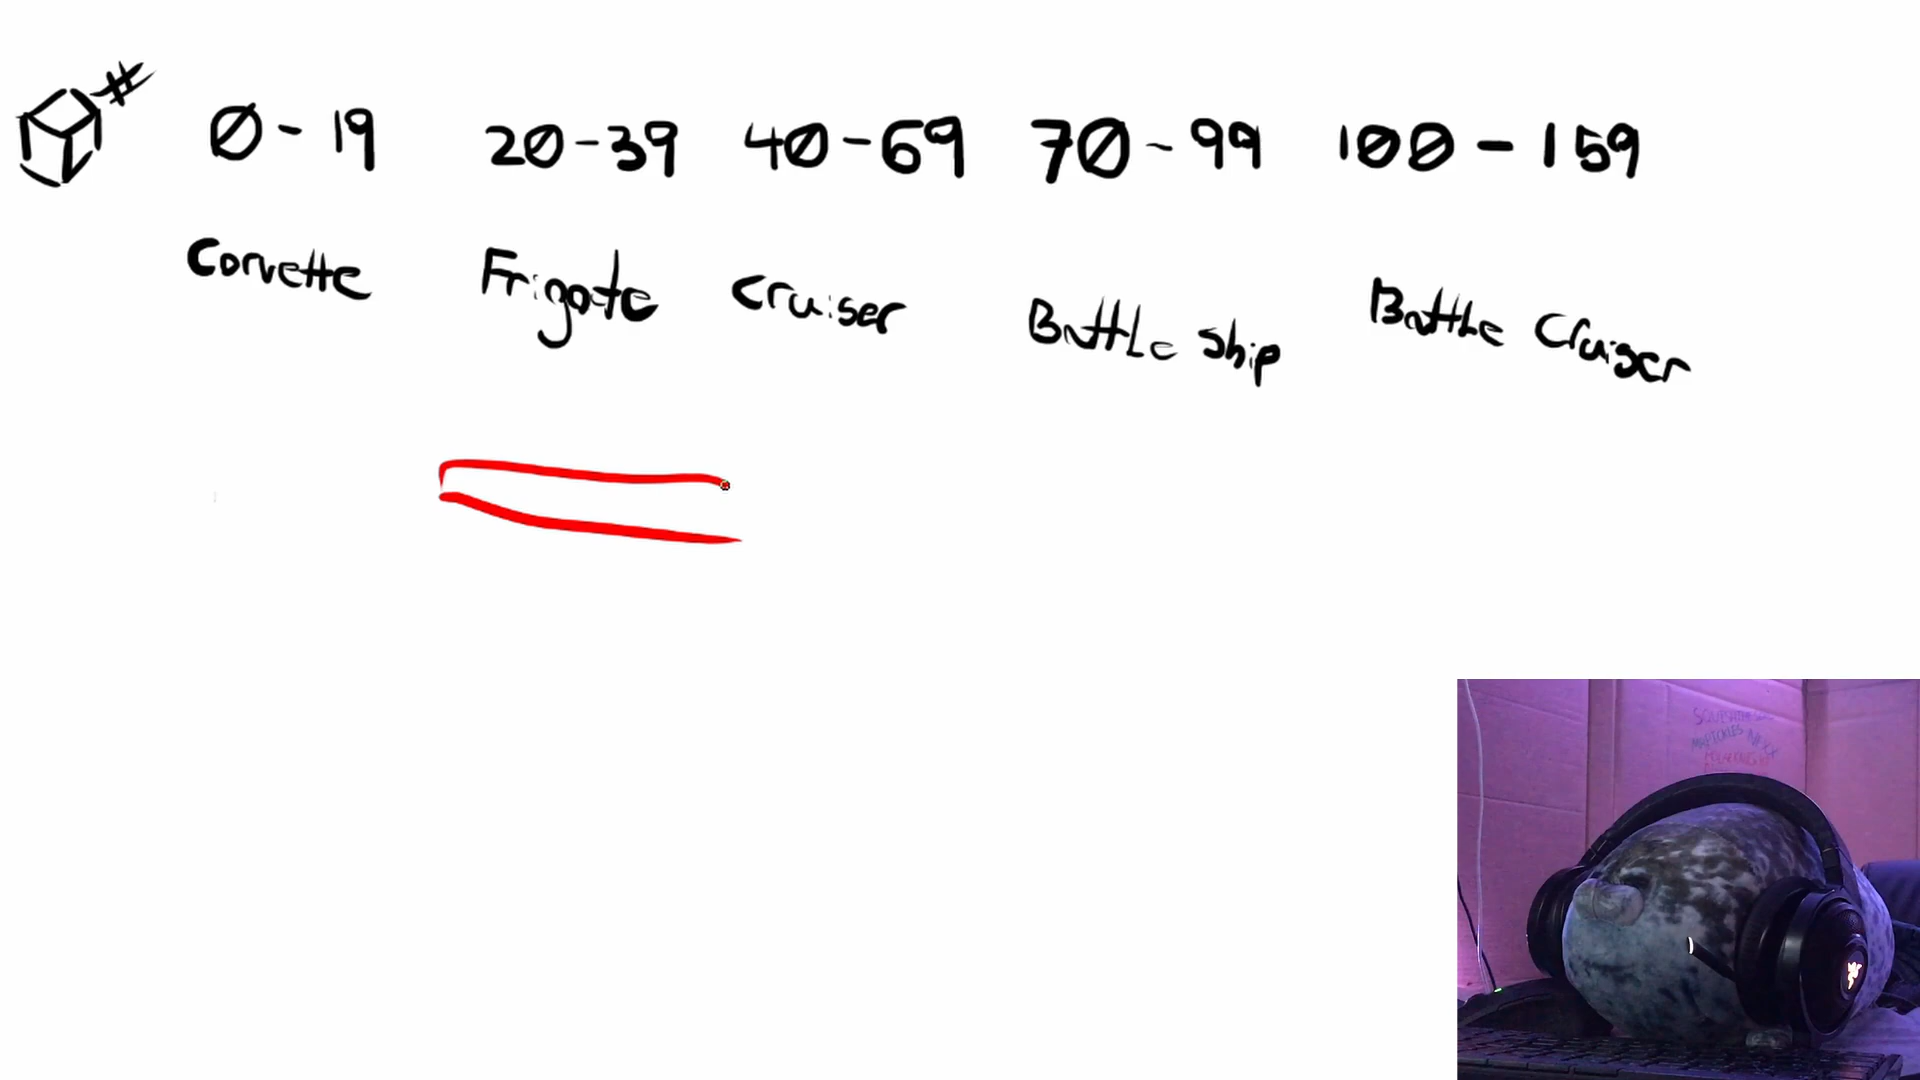 # 0 - 19 20 - 39 40 - 69 70 - 99 100 - 159
Corvette Frigate Cruiser Battle Ship Battle Cruiser